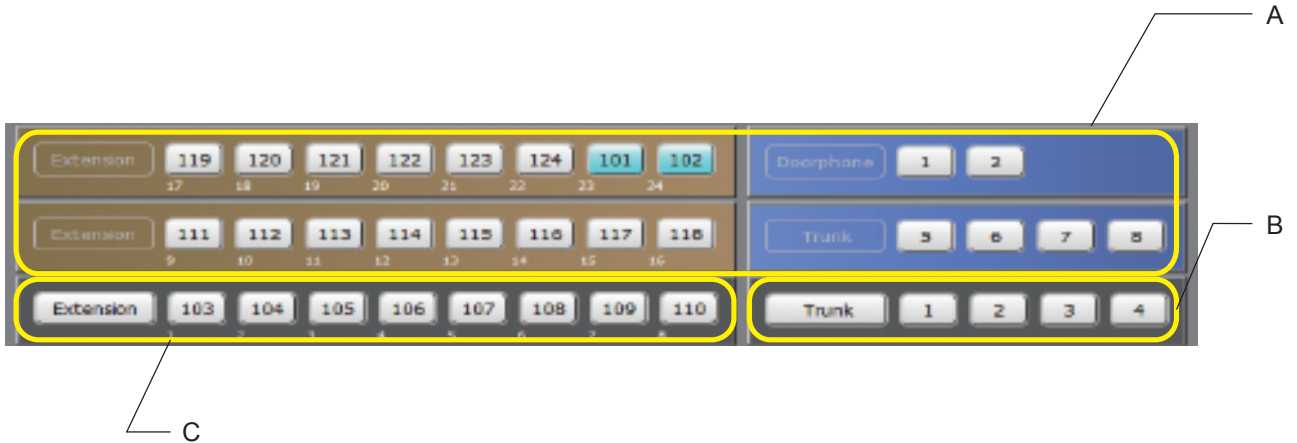 A
Extension 119 120 121 122 123 124 101 102 Doorphone 1 2
17 18 19 20 21 22 23 24
Extension 111 112 113 114 115 116 117 118 Trunk 5 6 7 8
B
9 10 11 12 13 14 15 16
Extension 103 104 105 106 107 108 109 110 Trunk 1 2 3 4
1 2 3 4 5 6 7 8
C